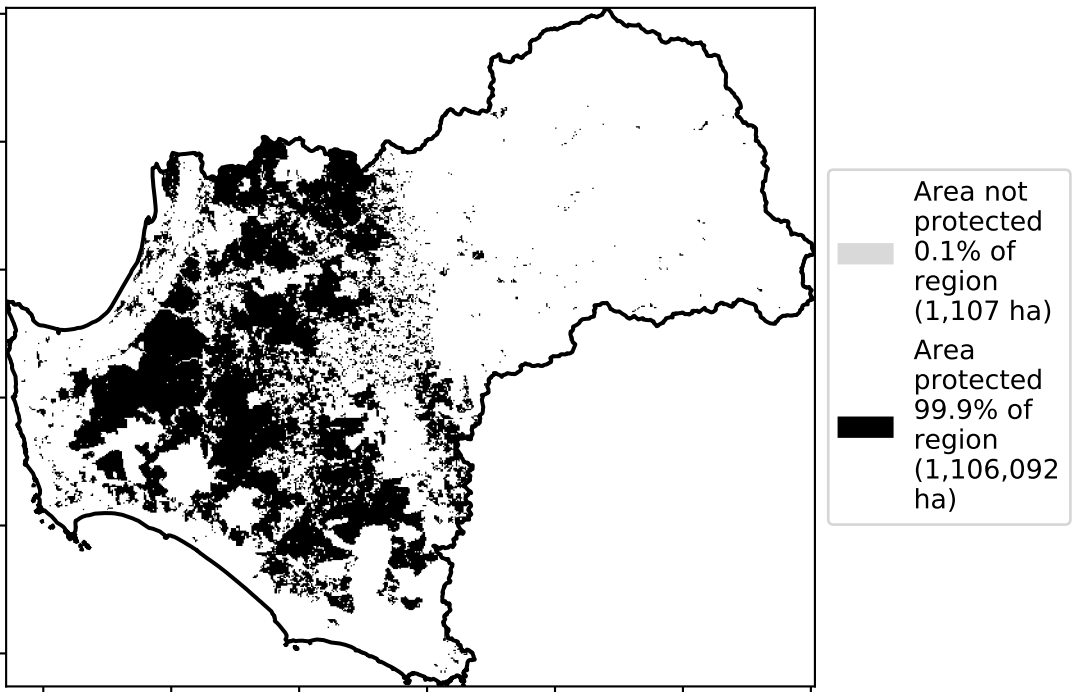 Area not
protected
0.1% of
region
(1,107 ha)
Area
protected
99.9% of
region
(1,106,092
ha)